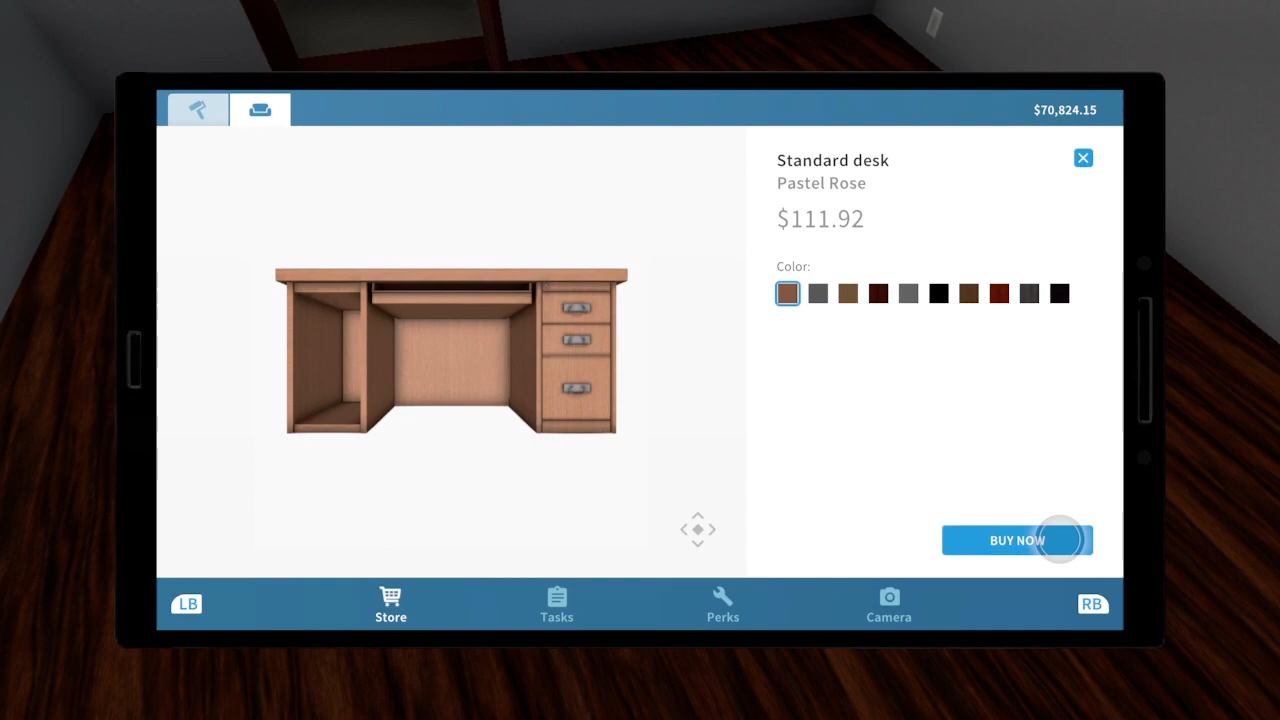 $70,824.15
Standard desk
Pastel Rose
$111.92
Color:
BUY NOW
LB
Store
Tasks
Perks
Camera
RB